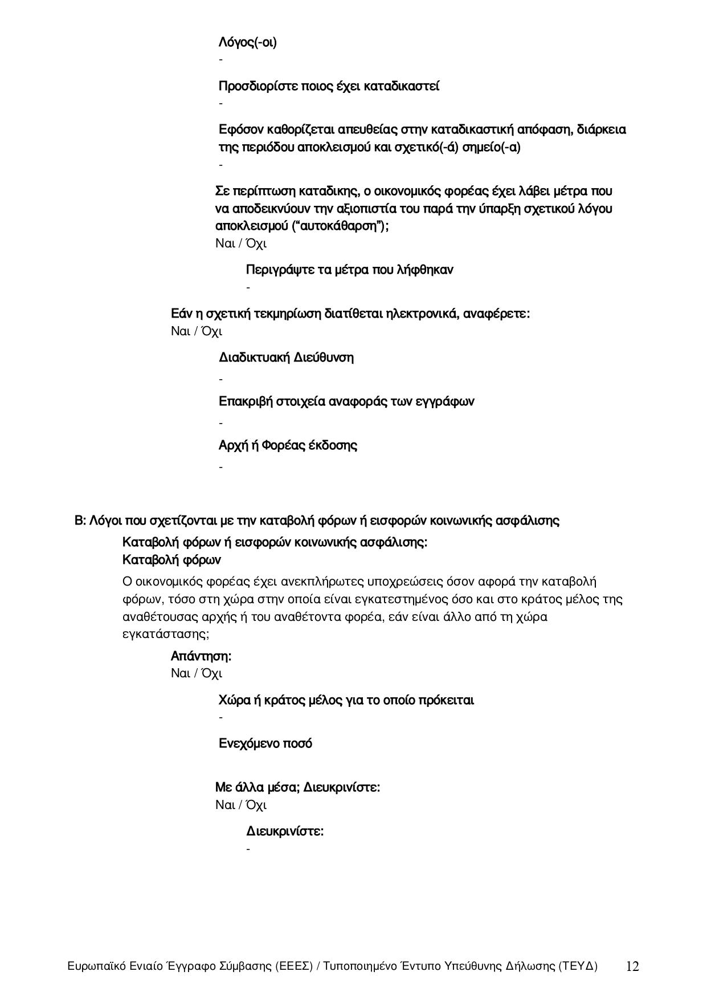 Λόγος(-οι)
-
Προσδιορίστε ποιος έχει καταδικαστεί
-
Εφόσον καθορίζεται απευθείας στην καταδικαστική απόφαση, διάρκεια
της περιόδου αποκλεισμού και σχετικό(-ά) σημείο(-α)
-
Σε περίπτωση καταδικης, ο οικονομικός φορέας έχει λάβει μέτρα που
να αποδεικνύουν την αξιοπιστία του παρά την ύπαρξη σχετικού λόγου
αποκλεισμού (“αυτοκάθαρση”);
Ναι / Όχι
Περιγράψτε τα μέτρα που λήφθηκαν
-
Εάν η σχετική τεκμηρίωση διατίθεται ηλεκτρονικά, αναφέρετε:
Ναι / Όχι
Διαδικτυακή Διεύθυνση
-
Επακριβή στοιχεία αναφοράς των εγγράφων
-
Αρχή ή Φορέας έκδοσης
-
Β: Λόγοι που σχετίζονται με την καταβολή φόρων ή εισφορών κοινωνικής ασφάλισης
Καταβολή φόρων ή εισφορών κοινωνικής ασφάλισης:
Καταβολή φόρων
Ο οικονομικός φορέας έχει ανεκπλήρωτες υποχρεώσεις όσον αφορά την καταβολή
φόρων, τόσο στη χώρα στην οποία είναι εγκατεστημένος όσο και στο κράτος μέλος της
αναθέτουσας αρχής ή του αναθέτοντα φορέα, εάν είναι άλλο από τη χώρα
εγκατάστασης;
Απάντηση:
Ναι / Όχι
Χώρα ή κράτος μέλος για το οποίο πρόκειται
-
Ενεχόμενο ποσό
Με άλλα μέσα; Διευκρινίστε:
Ναι / Όχι
Διευκρινίστε:
-
Ευρωπαϊκό Ενιαίο Έγγραφο Σύμβασης (ΕΕΕΣ) / Τυποποιημένο Έντυπο Υπεύθυνης Δήλωσης (ΤΕΥΔ) 12